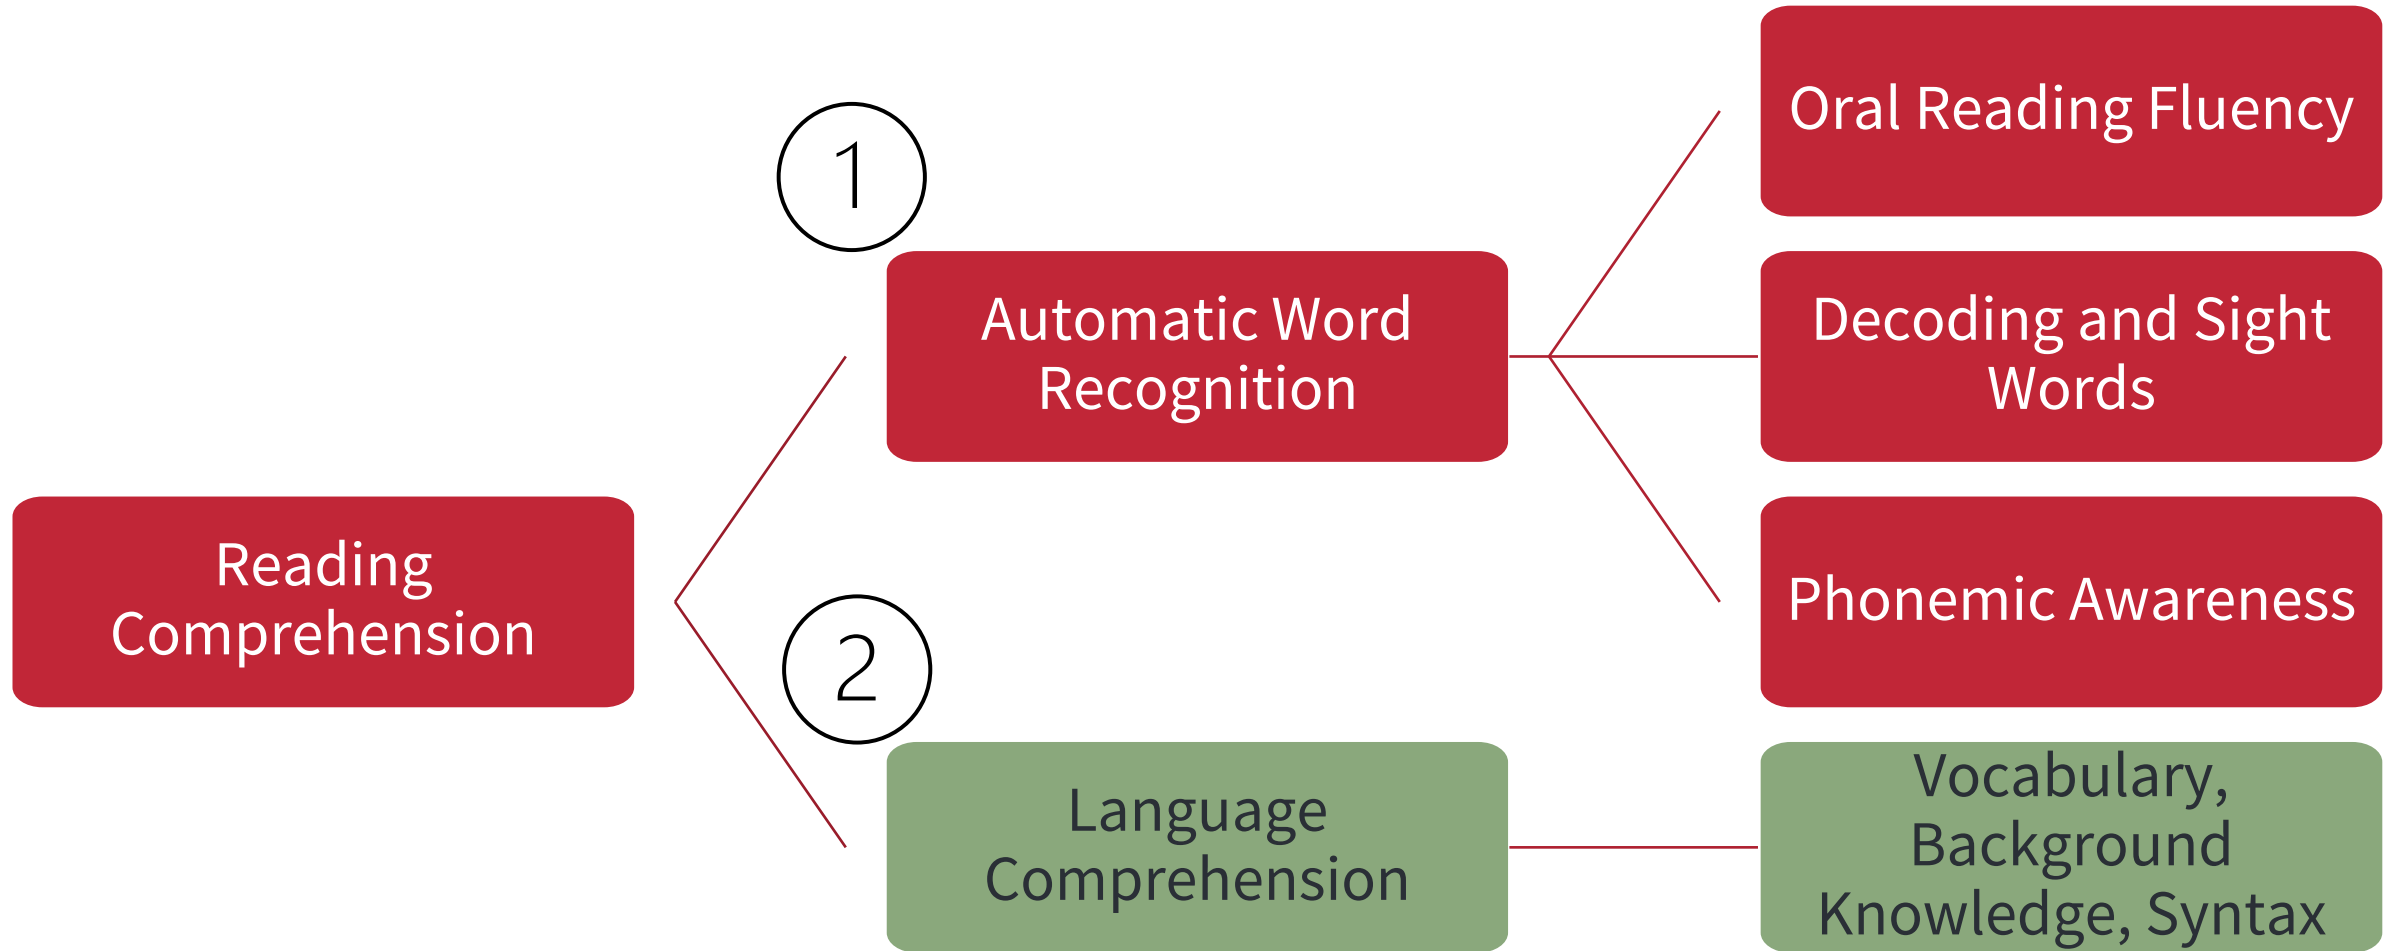 Reading
Comprehension
1
Automatic Word
Recognition
Oral Reading Fluency
Decoding and Sight
Words
Phonemic Awareness
2
Language
Comprehension
Vocabulary,
Background
Knowledge, Syntax